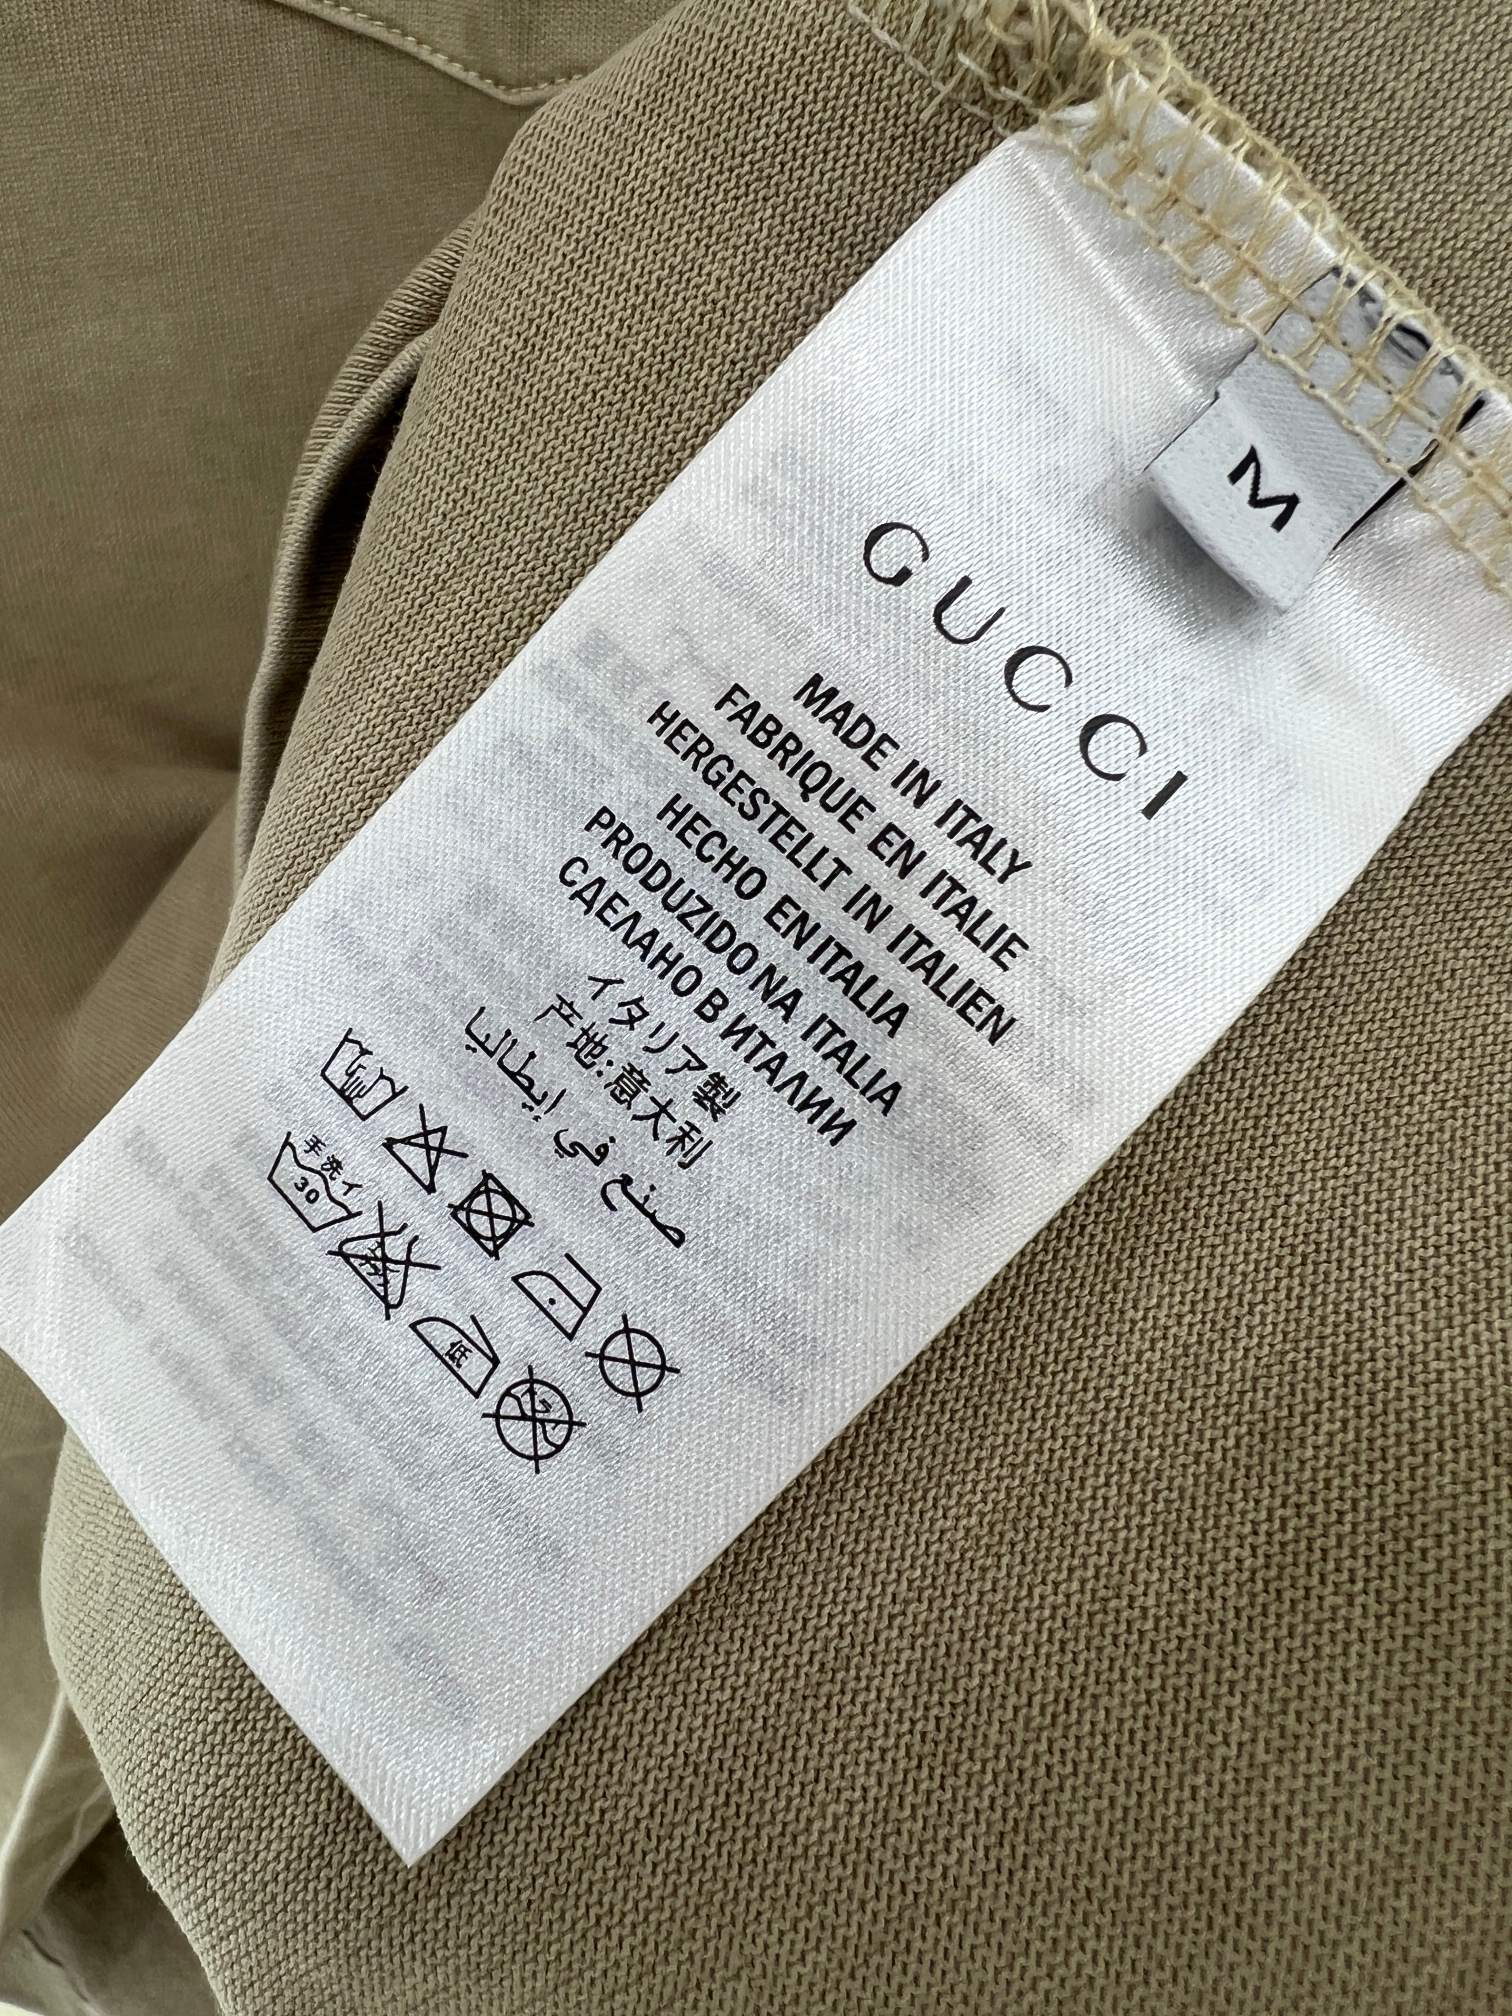 M
GUCCI
MADE IN ITALY
FABRIQUE EN ITALIE
HERGESTELLT IN ITALIEN
HECHO EN ITALIA
PRODUZIDO NA ITALIA
СДЕЛАНО В ИТАЛИИ
イタリア製
产地:意大利
صنع في إيطاليا
手洗イ
30
低